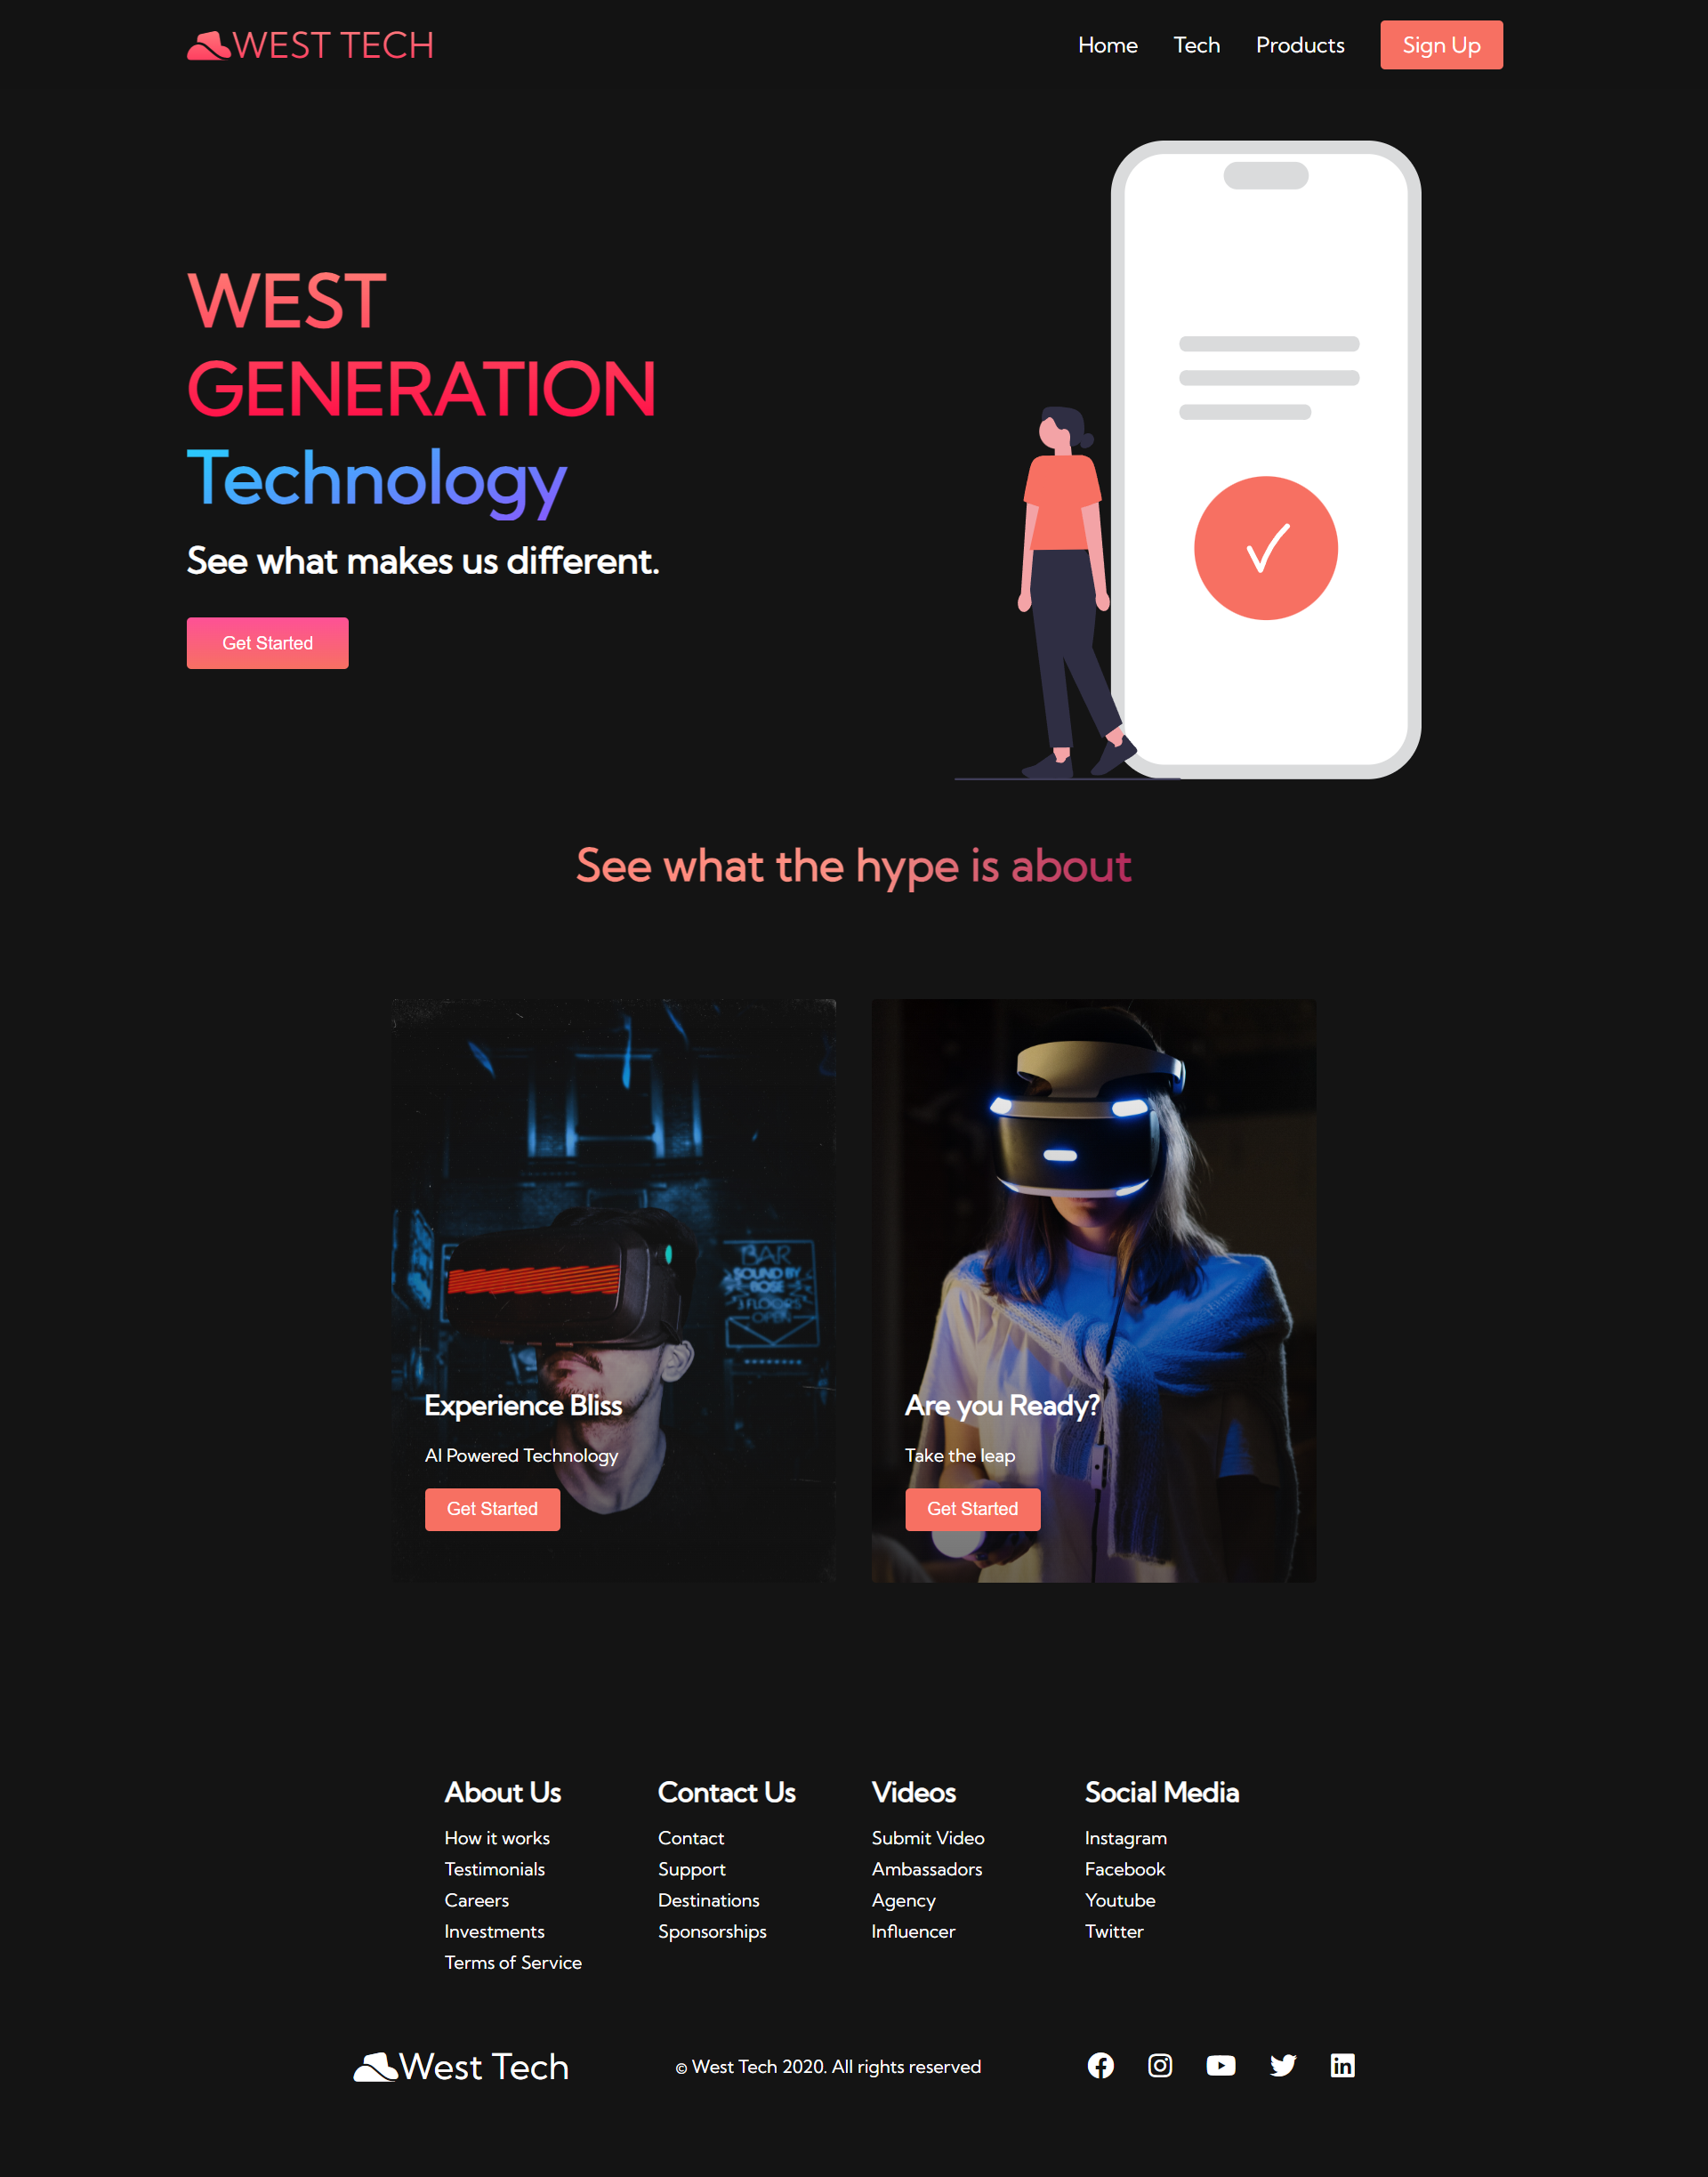 WEST TECH
Home Tech Products Sign Up
WEST
GENERATION
Technology
See what makes us different.
Get Started
See what the hype is about
BAR
SOUND BY
BOSE
3 FLOORS
OPEN
Experience Bliss
AI Powered Technology
Get Started
Are you Ready?
Take the leap
Get Started
About Us
How it works
Testimonials
Careers
Investments
Terms of Service
Contact Us
Contact
Support
Destinations
Sponsorships
Videos
Submit Video
Ambassadors
Agency
Influencer
Social Media
Instagram
Facebook
Youtube
Twitter
West Tech
© West Tech 2020. All rights reserved